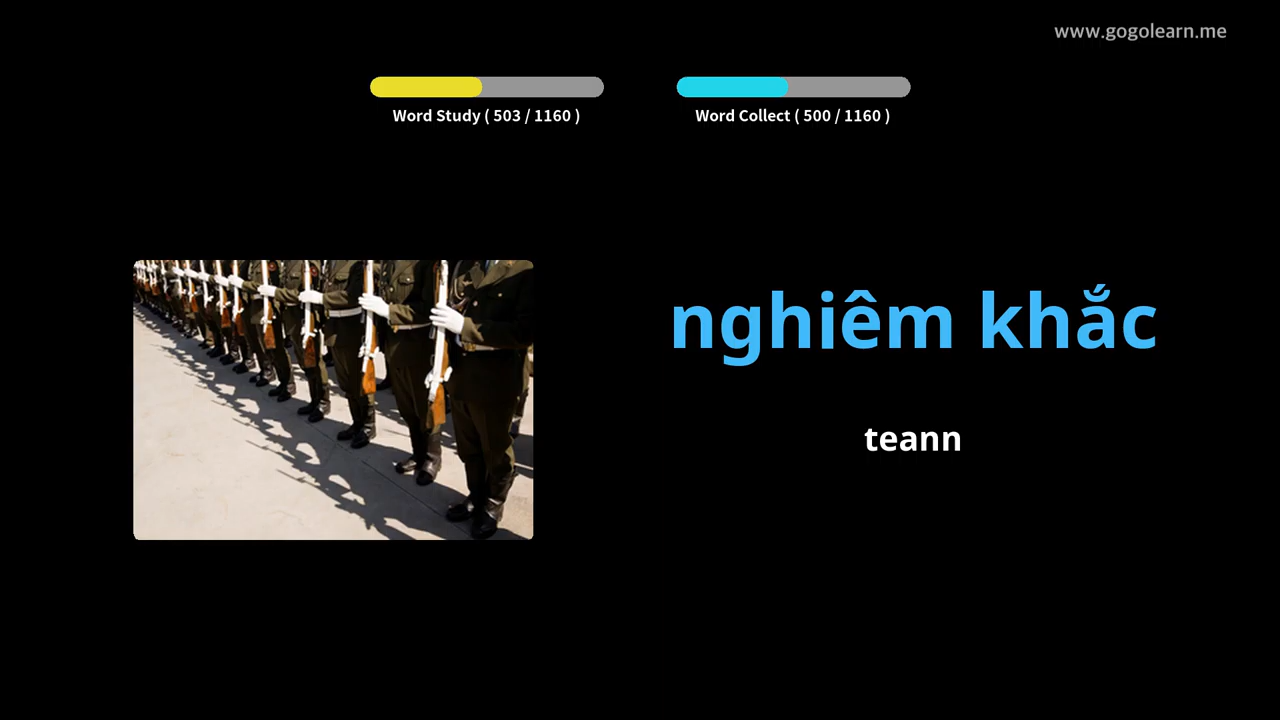 www.gogolearn.me
Word Study ( 503 / 1160 )
Word Collect ( 500 / 1160 )
nghiêm khắc
teann